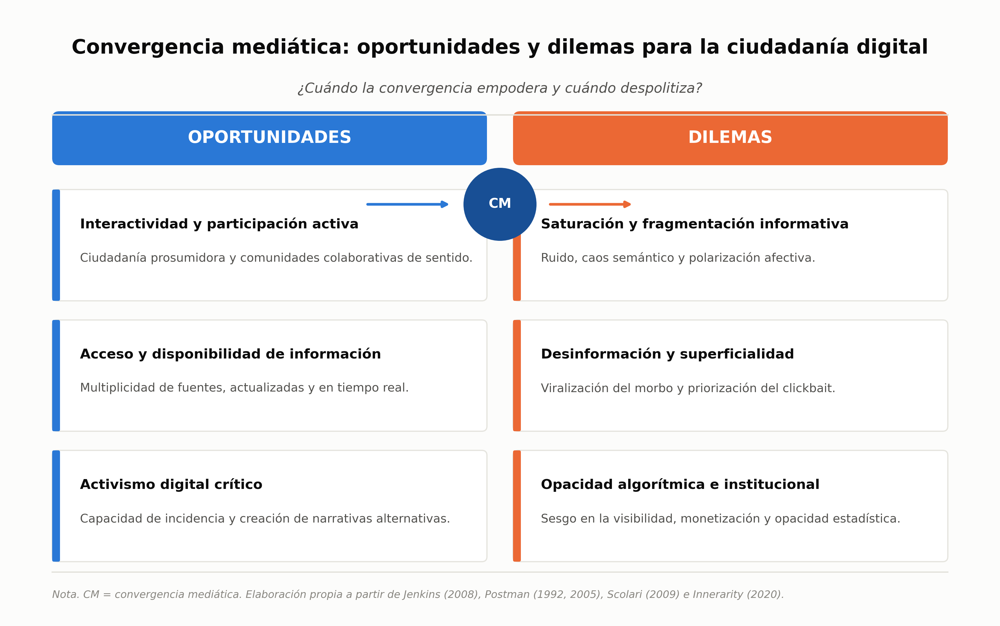 Convergencia mediática: oportunidades y dilemas para la ciudadanía digital
¿Cuándo la convergencia empodera y cuándo despolitiza?
OPORTUNIDADES
DILEMAS
CM
Interactividad y participación activa
Ciudadanía prosumidora y comunidades colaborativas de sentido.
Saturación y fragmentación informativa
Ruido, caos semántico y polarización afectiva.
Acceso y disponibilidad de información
Multiplicidad de fuentes, actualizadas y en tiempo real.
Desinformación y superficialidad
Viralización del morbo y priorización del clickbait.
Activismo digital crítico
Capacidad de incidencia y creación de narrativas alternativas.
Opacidad algorítmica e institucional
Sesgo en la visibilidad, monetización y opacidad estadística.
Nota. CM = convergencia mediática. Elaboración propia a partir de Jenkins (2008), Postman (1992, 2005), Scolari (2009) e Innerarity (2020).